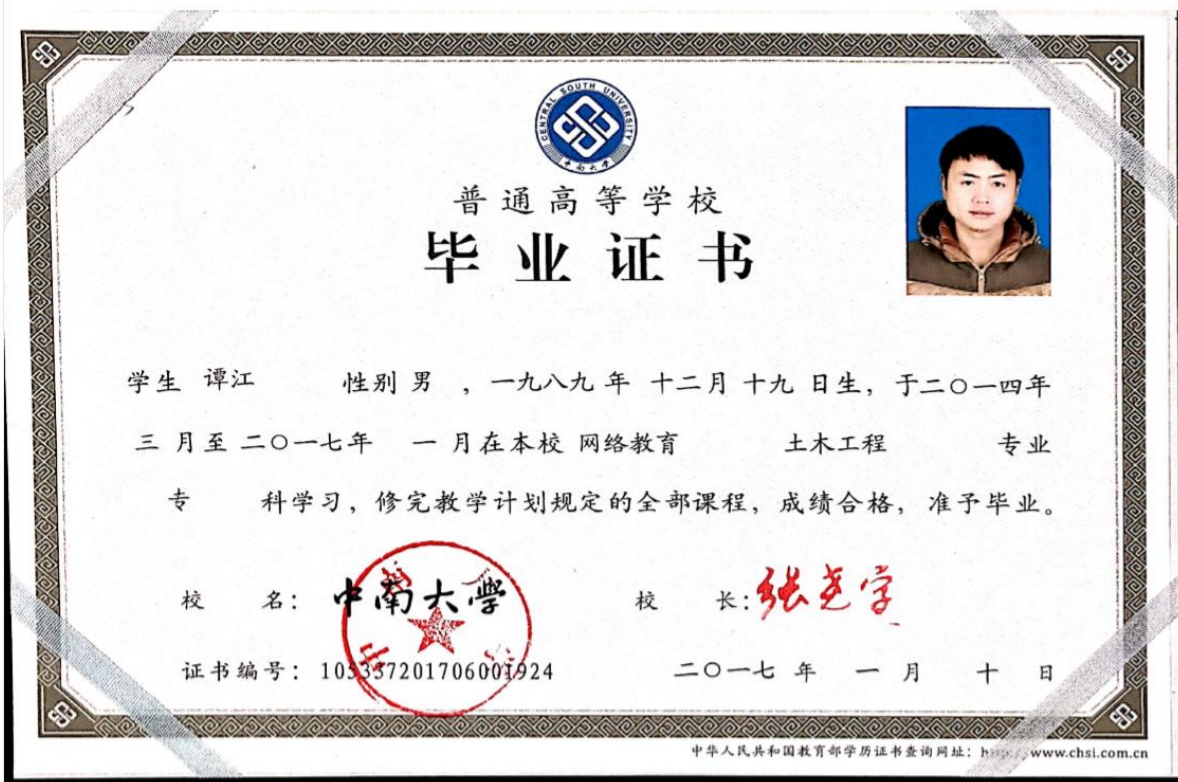 CENTRAL SOUTH UNIVERSITY
中南大学
普通高等学校
毕业证书
学生 谭江 性别 男 ，一九八九 年 十二月 十九 日生，于二〇一四年
三 月至 二〇一七年 一 月在本校 网络教育 土木工程 专业
专 科学习，修完教学计划规定的全部课程，成绩合格，准予毕业。
校 名： 中南大學 校 长：张尧学
证书编号：105337201706001924 二〇一七 年 一 月 十 日
中华人民共和国教育部学历证书查询网址：http://www.chsi.com.cn